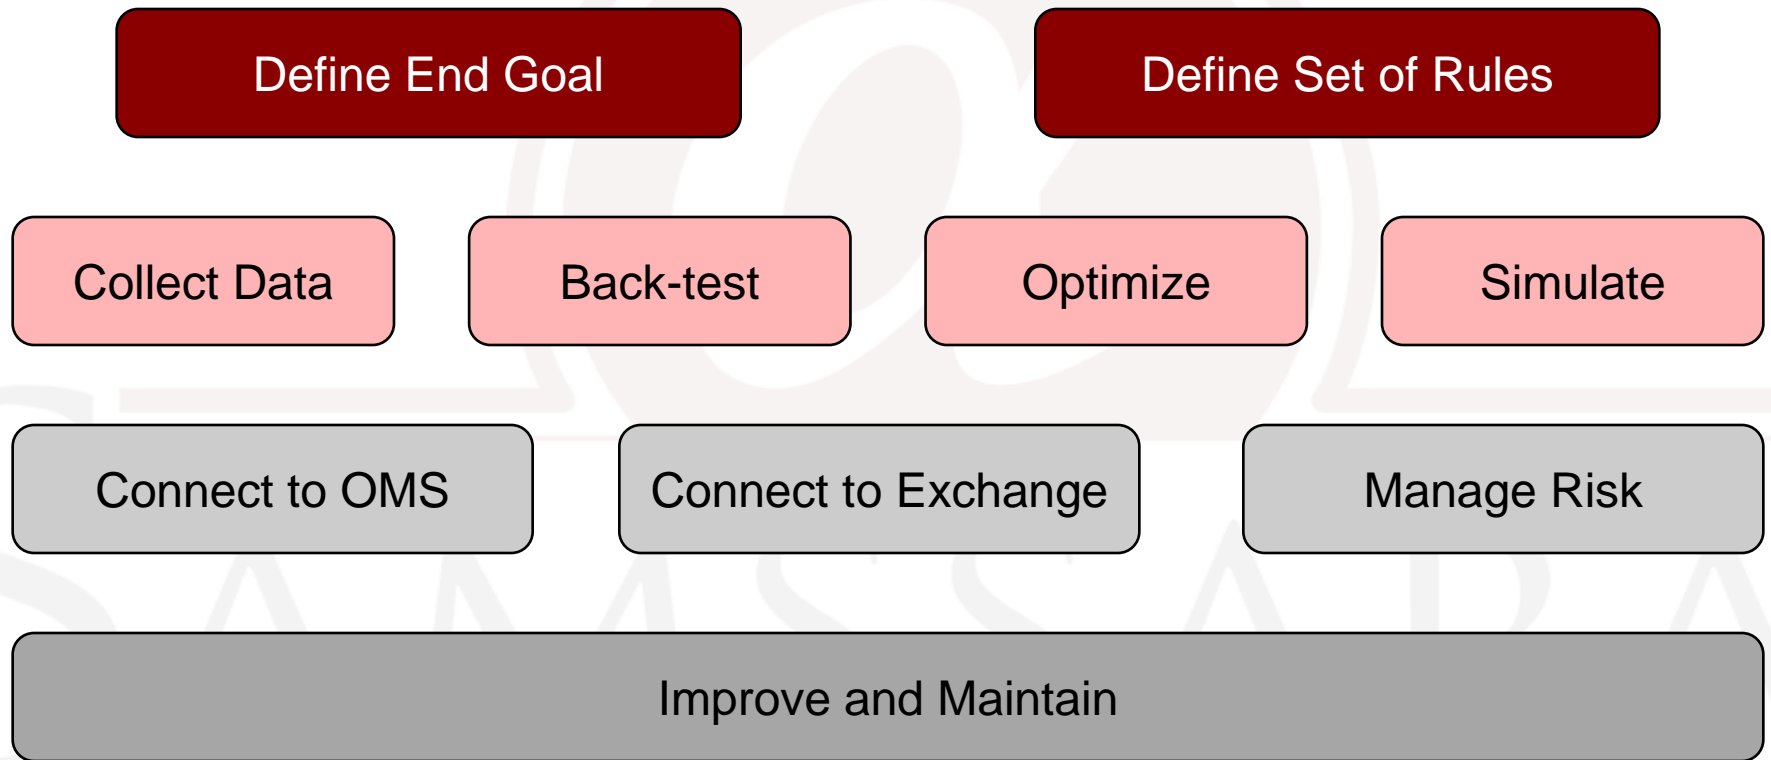 Define End Goal
Define Set of Rules
Collect Data
Back-test
Optimize
Simulate
Connect to OMS
Connect to Exchange
Manage Risk
SAMSSARA
Improve and Maintain